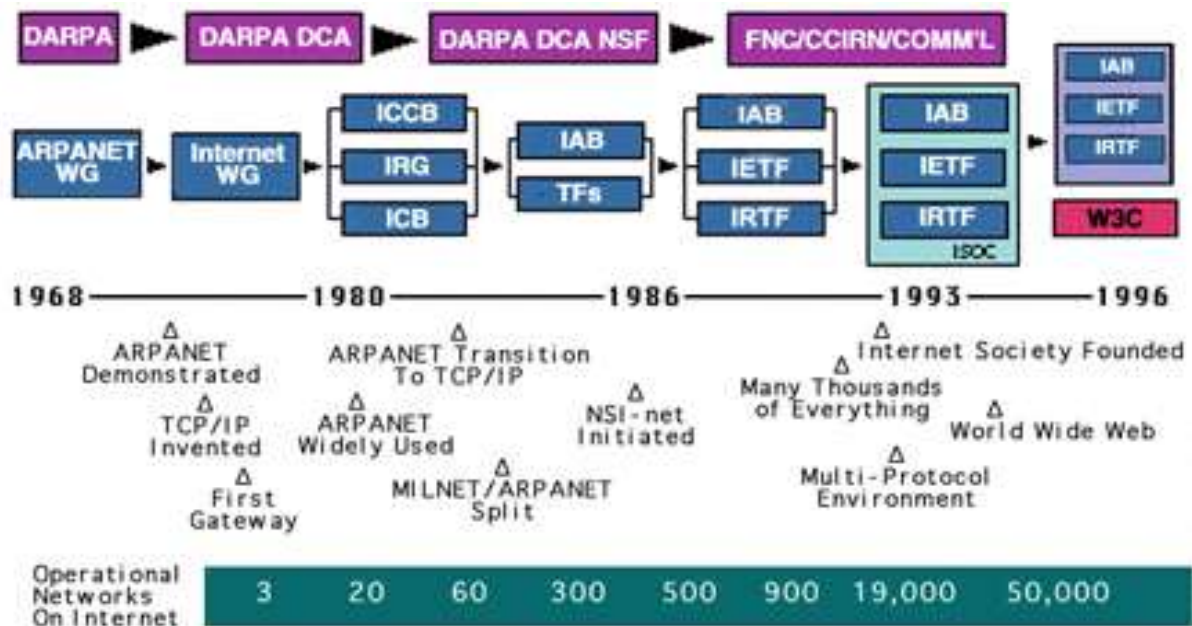 DARPA
DARPA DCA
DARPA DCA NSF
FNC/CCIRN/COMM'L
ARPANET
WG
Internet
WG
ICCB
IRG
ICB
IAB
TFs
IAB
IETF
IRTF
IAB
IETF
IRTF
ISOC
IAB
IETF
IRTF
W3C
1968
1980
1986
1993
1996
Δ
ARPANET
Demonstrated
Δ
TCP/IP
Invented
Δ
First
Gateway
Δ
ARPANET Transition
To TCP/IP
Δ
ARPANET
Widely Used
Δ
MILNET/ARPANET
Split
Δ
NSI-net
Initiated
Δ
Internet Society Founded
Δ
Many Thousands
of Everything
Δ
World Wide Web
Δ
Multi-Protocol
Environment
Operational
Networks
On Internet
3 20 60 300 500 900 19,000 50,000